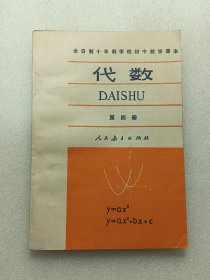 全日制十年制学校初中数学课本
代数
DAISHU
第四册
人民教育出版社
y=ax²
y=ax²+bx+c